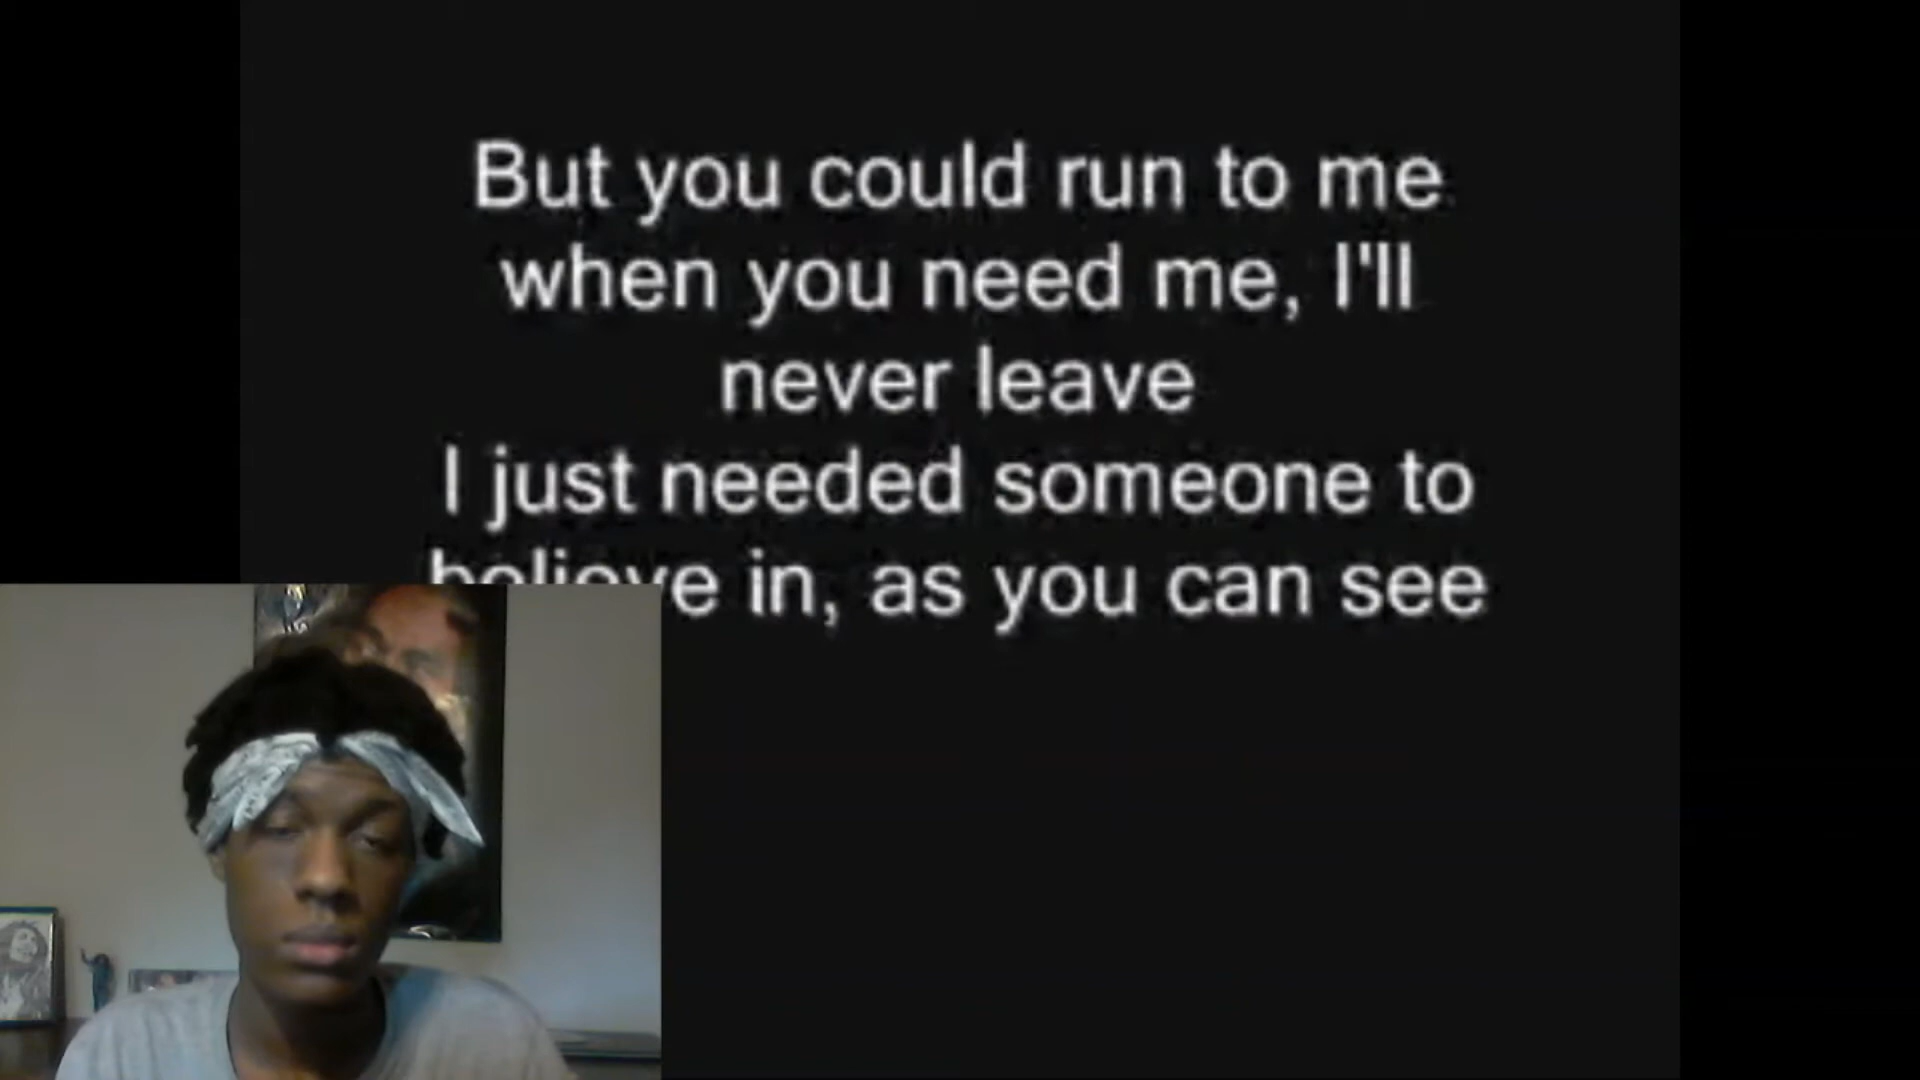 But you could run to me
when you need me, I'll
never leave
I just needed someone to
believe in, as you can see